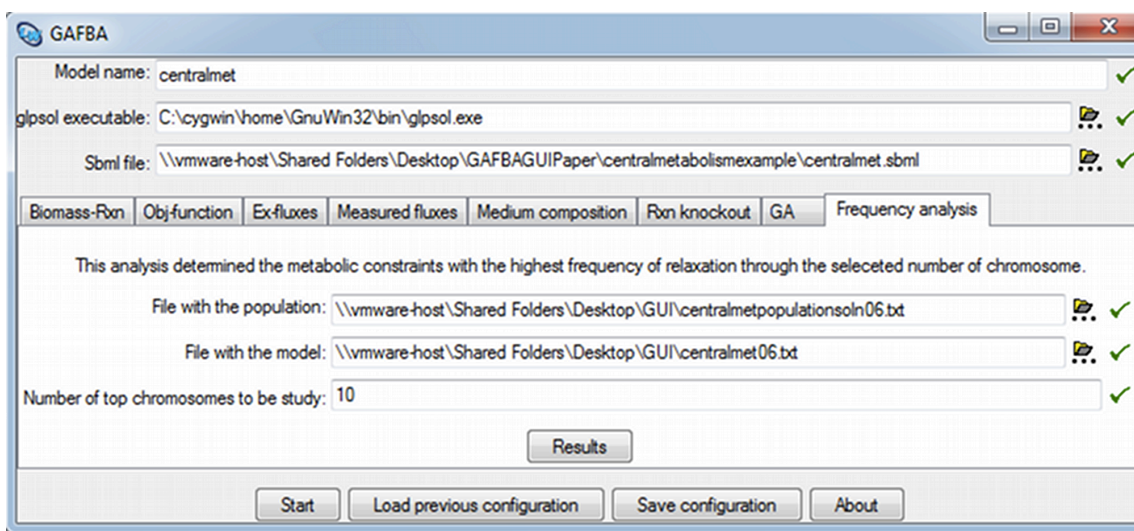 GAFBA
Model name: centralmet
glpsol executable: C:\cygwin\home\GnuWin32\bin\glpsol.exe
Sbml file: \\vmware-host\Shared Folders\Desktop\GAFBAGUIPaper\centralmetabolismexample\centralmet.sbml
Biomass-Rxn Obj-function Ex-fluxes Measured fluxes Medium composition Rxn knockout GA Frequency analysis
This analysis determined the metabolic constraints with the highest frequency of relaxation through the seleceted number of chromosome.
File with the population: \\vmware-host\Shared Folders\Desktop\GUI\centralmetpopulationsoln06.txt
File with the model: \\vmware-host\Shared Folders\Desktop\GUI\centralmet06.txt
Number of top chromosomes to be study: 10
Results
Start Load previous configuration Save configuration About